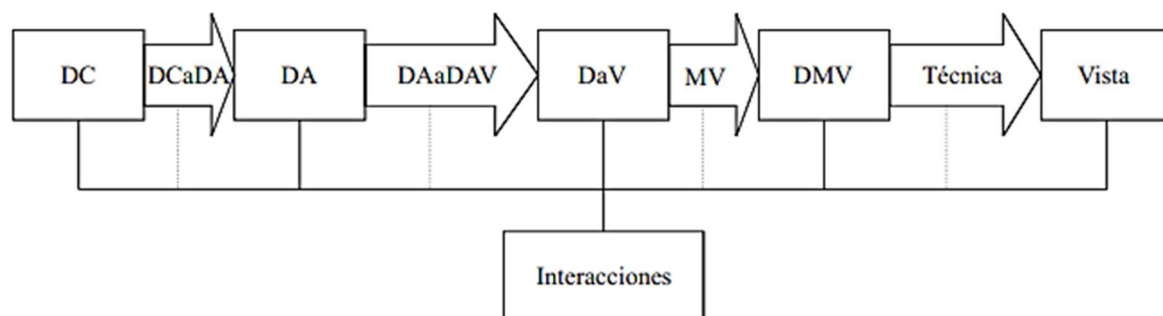 DC
DCaDA
DA
DAaDAV
DaV
MV
DMV
Técnica
Vista
Interacciones